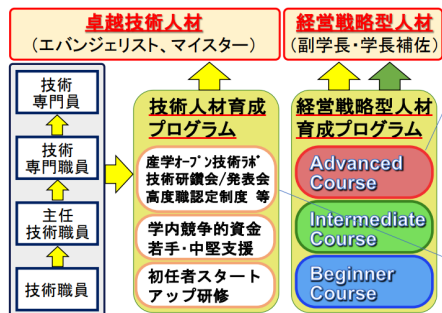 卓越技術人材
(エバンジェリスト、マイスター)
経営戦略型人材
(副学長・学長補佐)
技術
専門員
技術
専門職員
主任
技術職員
技術職員
技術人材育成
プログラム
産学ｵｰﾌﾟﾝ技術ﾗﾎﾞ
技術研鑽会/発表会
高度職認定制度 等
学内競争的資金
若手・中堅支援
初任者スタート
アップ研修
経営戦略型人材
育成プログラム
Advanced
Course
Intermediate
Course
Beginner
Course